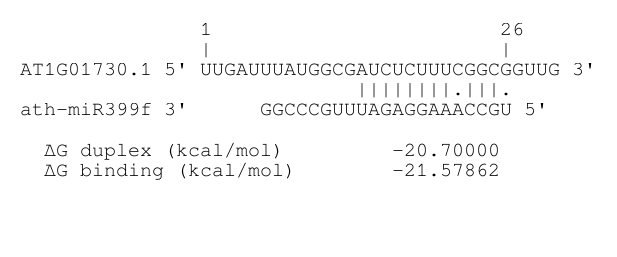 1 26
| |
AT1G01730.1 5' UUGAUUUAUGGCGAUCUCUUUCGGCGGUUG 3'
||||||||.|||.
ath-miR399f 3' GGCCCGUUUAGAGGAAACCGU 5'
ΔG duplex (kcal/mol) -20.70000
ΔG binding (kcal/mol) -21.57862